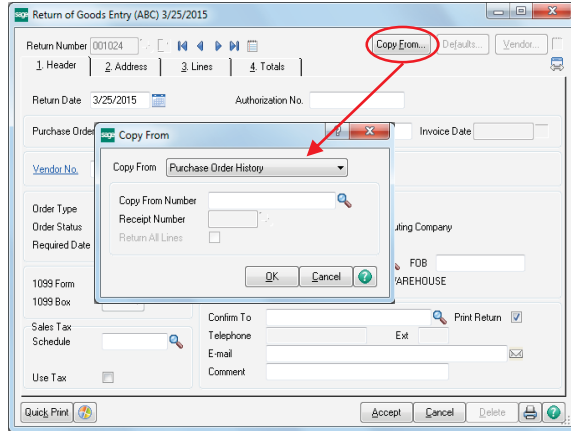 sage Return of Goods Entry (ABC) 3/25/2015
Return Number 001024 Copy From... Defaults... Vendor...
1. Header 2. Address 3. Lines 4. Totals
Return Date 3/25/2015 Authorization No.
Purchase Order Invoice Date
sage Copy From
Copy From Purchase Order History
Vendor No.
Copy From Number
Order Type
Receipt Number
Order Status
Return All Lines
Required Date
FOB
OK Cancel
1099 Form
1099 Box
Confirm To Print Return
Sales Tax
Schedule
Telephone Ext
E-mail
Use Tax
Comment
Quick Print Accept Cancel Delete